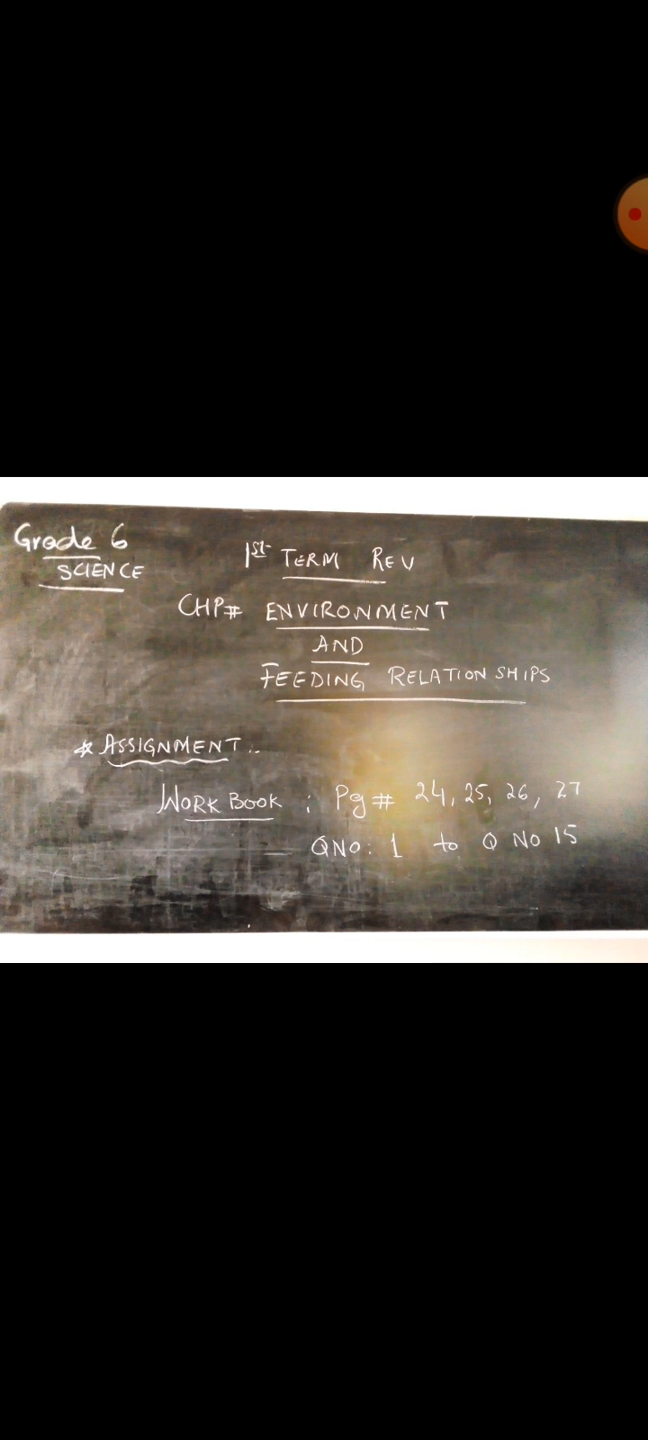 Grade 6
SCIENCE
1st TERM REV
CHP# ENVIRONMENT
AND
FEEDING RELATIONSHIPS
* ASSIGNMENT..
WORK BOOK : Pg # 24, 25, 26, 27
QNO: 1 to Q NO 15